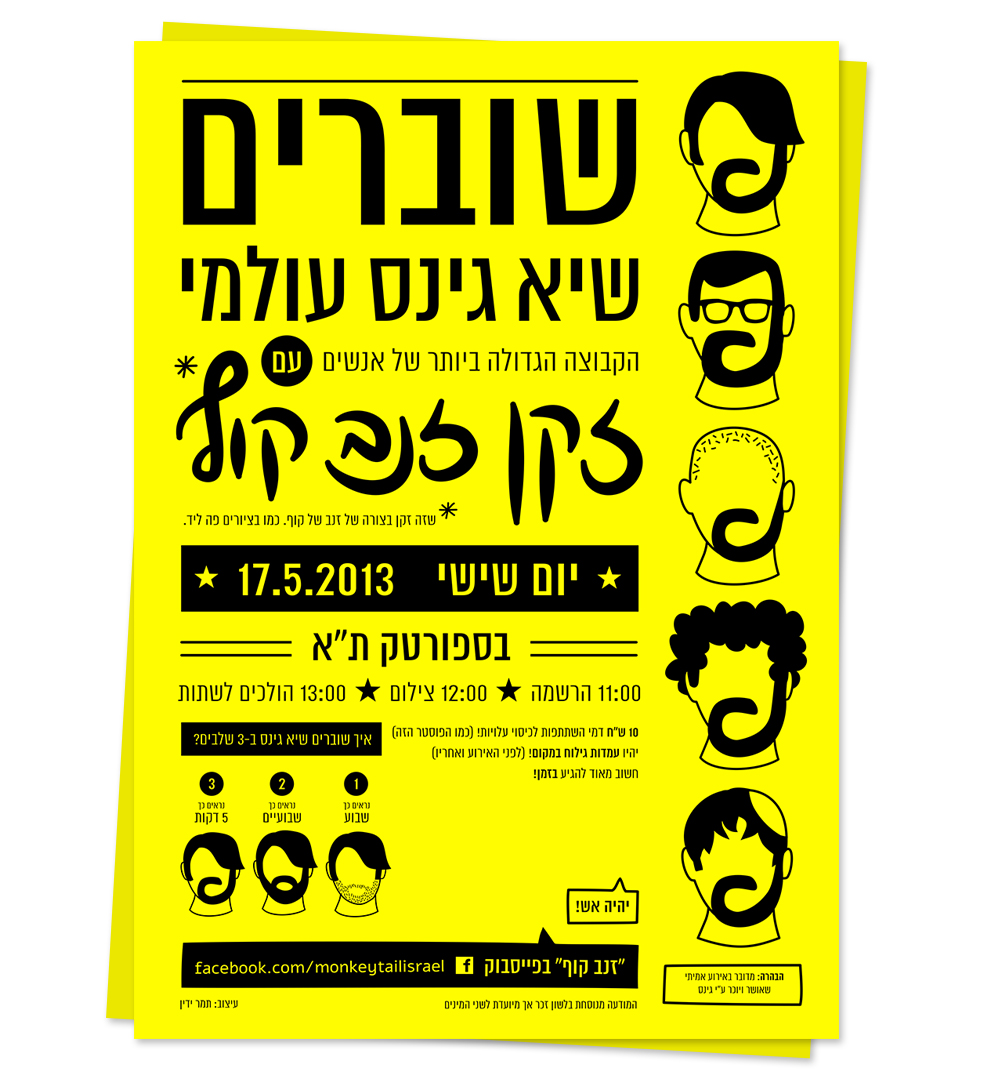 שוברים
שיא גינס עולמי
הקבוצה הגדולה ביותר של אנשים עם
זקן זנב קוף*
*שזה זקן בצורה של זנב של קוף. כמו בציורים פה ליד.
★ יום שישי 17.5.2013 ★
בספורטק ת"א
11:00 הרשמה ★ 12:00 צילום ★ 13:00 הולכים לשתות
10 ש"ח דמי השתתפות לכיסוי עלויות! (כמו הפוסטר הזה)
יהיו עמדות גילוח במקום! (לפני האירוע ואחריו)
חשוב מאוד להגיע בזמן!
איך שוברים שיא גינס ב-3 שלבים?
1
נראים כך
שבוע
2
נראים כך
שבועיים
3
נראים כך
5 דקות
יהיה אש!
"זנב קוף" בפייסבוק f facebook.com/monkeytailisrael
המודעה מנוסחת בלשון זכר אך מיועדת לשני המינים
עיצוב: תמר ידין
הבהרה: מדובר באירוע אמיתי
שאושר ויוכר ע"י גינס